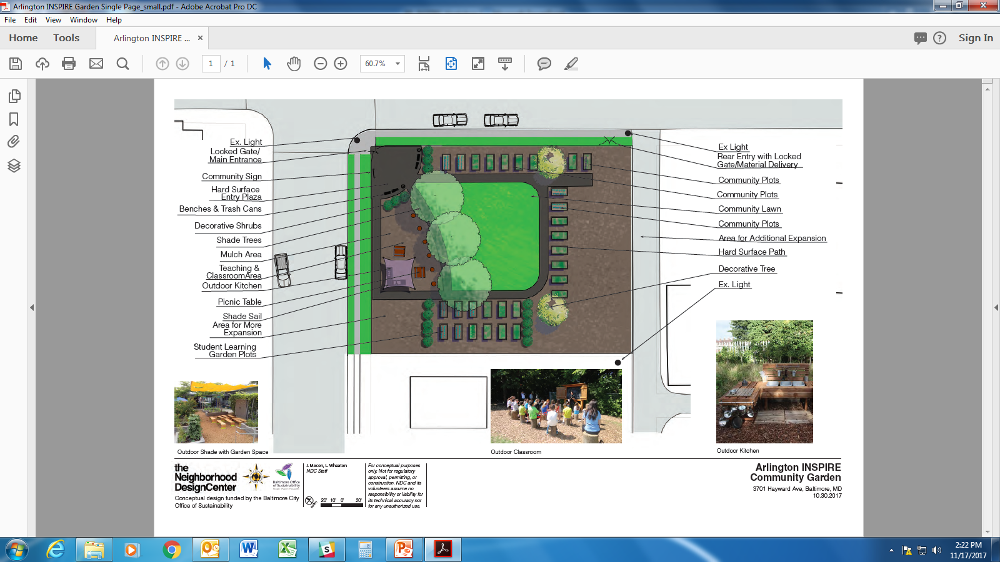 Arlington INSPIRE Garden Single Page_small.pdf - Adobe Acrobat Pro DC
File Edit View Window Help
Home Tools Arlington INSPIRE ... × Sign In
1 / 1 60.7%
Ex. Light
Locked Gate/
Main Entrance
Community Sign
Hard Surface
Entry Plaza
Benches & Trash Cans
Decorative Shrubs
Shade Trees
Mulch Area
Teaching &
ClassroomArea
Outdoor Kitchen
Picnic Table
Shade Sail
Area for More
Expansion
Student Learning
Garden Plots
Ex Light
Rear Entry with Locked
Gate/Material Delivery
Community Plots
Community Plots
Community Lawn
Community Plots
Area for Additional Expansion
Hard Surface Path
Decorative Tree
Ex. Light
Outdoor Shade with Garden Space
Outdoor Classroom
Outdoor Kitchen
the
Neighborhood
DesignCenter
Baltimore Office
of Sustainability
Conceptual design funded by the Baltimore City
Office of Sustainability
J. Macon, L. Wheaton
NDC Staff
20' 10' 0' 20'
For conceptual purposes
only. Not for regulatory
approval, permitting, or
construction. NDC and its
volunteers assume no
responsibility or liability for
its technical accuracy nor
for any unauthorized use.
Arlington INSPIRE
Community Garden
3701 Hayward Ave, Baltimore, MD
10.30.2017
2:22 PM
11/17/2017